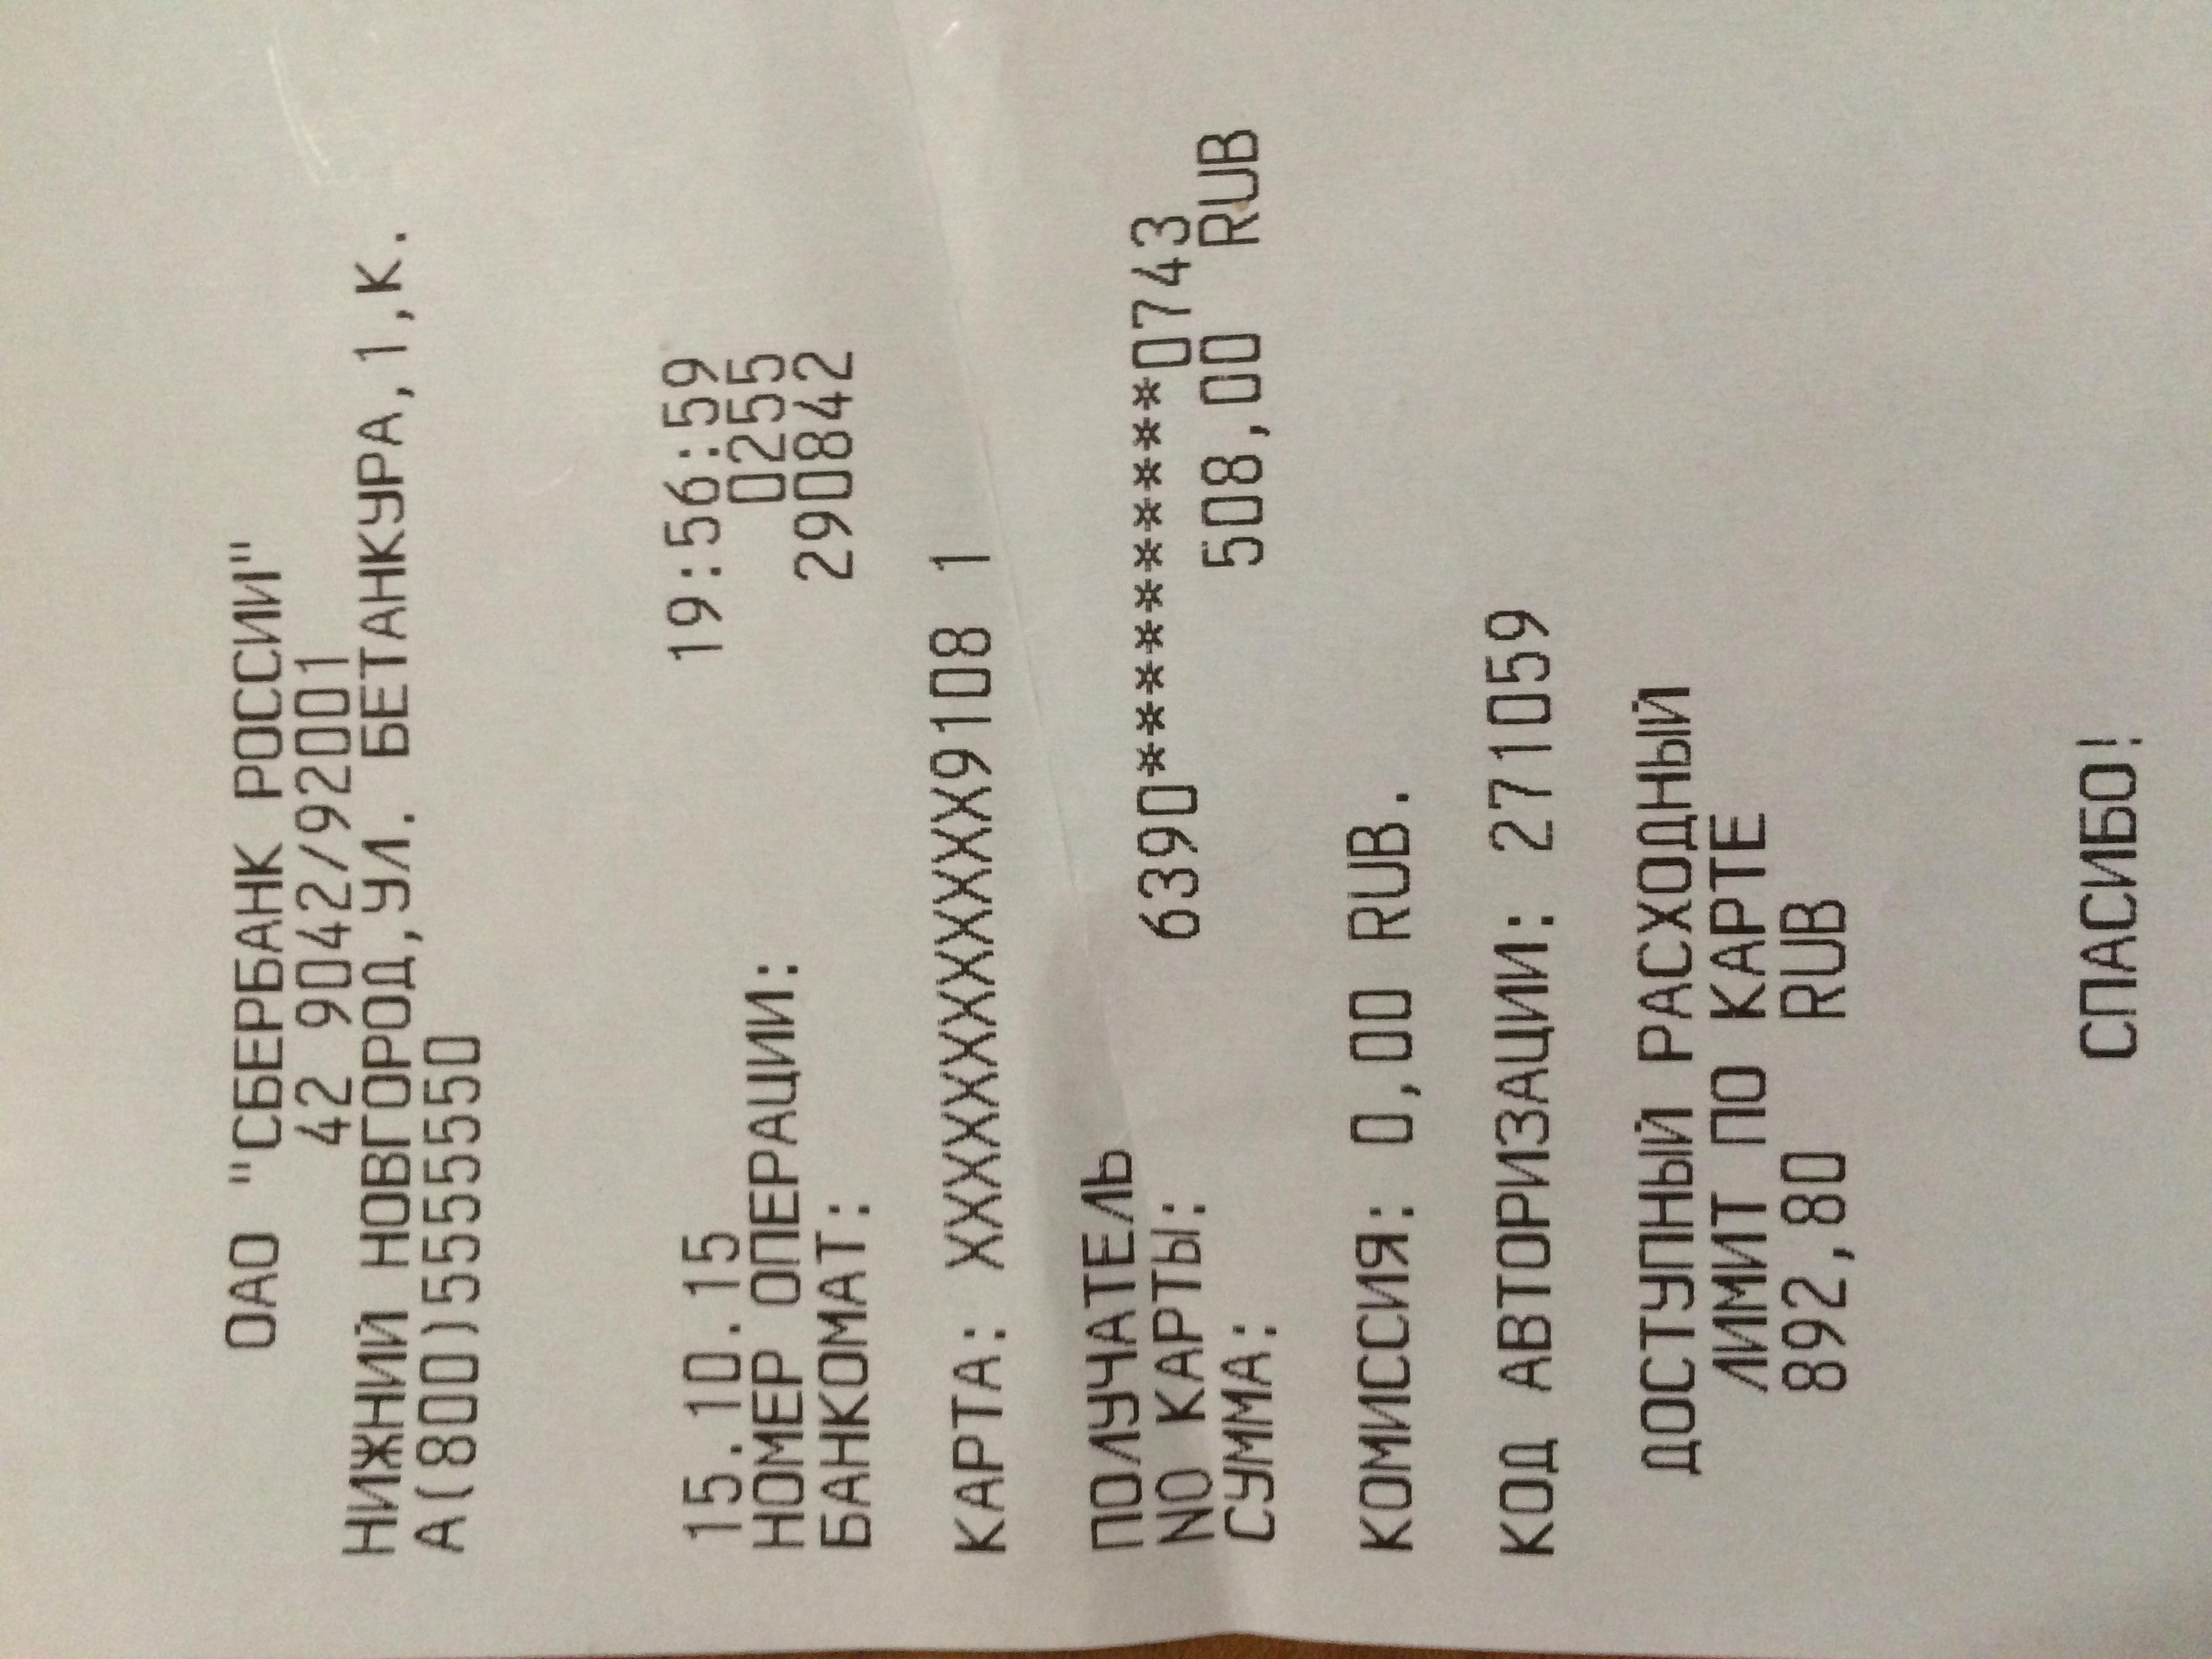 ОАО "СБЕРБАНК РОССИИ"
42 9042/92001
НИЖНИЙ НОВГОРОД,УЛ. БЕТАНКУРА,1,К.
А(800)5555550
15.10.15 19:56:59
НОМЕР ОПЕРАЦИИ: 0255
БАНКОМАТ: 290842
КАРТА: XXXXXXXXXXXXXX9108 1
ПОЛУЧАТЕЛЬ
NO КАРТЫ: 6390**********0743
СУММА: 508,00 RUB
КОМИССИЯ: 0,00 RUB.
КОД АВТОРИЗАЦИИ: 271059
ДОСТУПНЫЙ РАСХОДНЫЙ
ЛИМИТ ПО КАРТЕ
892,80 RUB
СПАСИБО!